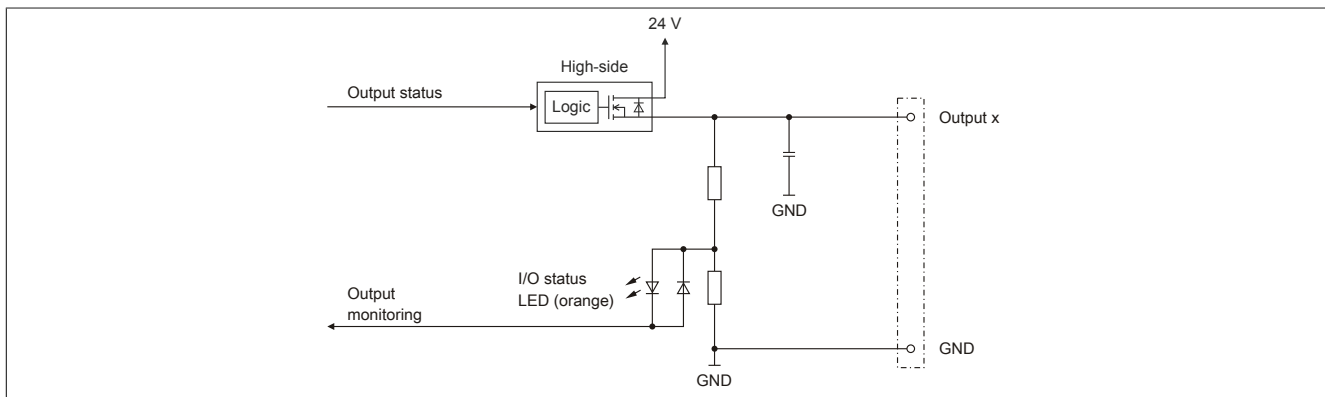 24 V
High-side
Output status
Logic
Output x
GND
I/O status
LED (orange)
Output
monitoring
GND
GND